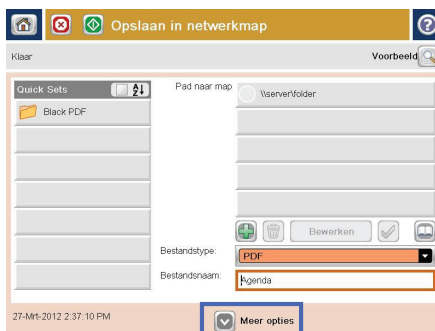 Opslaan in netwerkmap
Klaar
Voorbeeld
Quick Sets
A Z
Black PDF
Pad naar map
\\server\folder
Bewerken
Bestandstype:
PDF
Bestandsnaam:
Agenda
27-Mrt-2012 2:37:10 PM
Meer opties